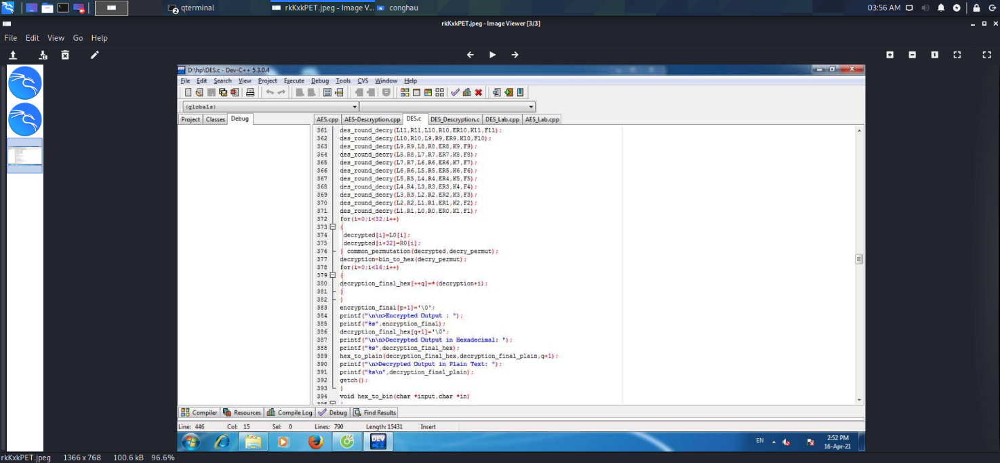 qterminal
2
rkKxkPET.jpeg - Image V...
conghau
03:56 AM
rkKxkPET.jpeg - Image Viewer [3/3]
File Edit View Go Help
D:\hp\DES.c - Dev-C++ 5.3.0.4
File Edit Search View Project Execute Debug Tools CVS Window Help
(globals)
Project Classes Debug
AES.cpp AES-Descryption.cpp DES.c DES_Descryption.c DES_Lab.cpp AES_Lab.cpp
361 des_round_decry(L11,R11,L10,R10,ER10,K11,F11);
362 des_round_decry(L10,R10,L9,R9,ER9,K10,F10);
363 des_round_decry(L9,R9,L8,R8,ER8,K9,F9);
364 des_round_decry(L8,R8,L7,R7,ER7,K8,F8);
365 des_round_decry(L7,R7,L6,R6,ER6,K7,F7);
366 des_round_decry(L6,R6,L5,R5,ER5,K6,F6);
367 des_round_decry(L5,R5,L4,R4,ER4,K5,F5);
368 des_round_decry(L4,R4,L3,R3,ER3,K4,F4);
369 des_round_decry(L3,R3,L2,R2,ER2,K3,F3);
370 des_round_decry(L2,R2,L1,R1,ER1,K2,F2);
371 des_round_decry(L1,R1,L0,R0,ER0,K1,F1);
372 for(i=0;i<32;i++)
373 {
374 decrypted[i]=L0[i];
375 decrypted[i+32]=R0[i];
376 } common_permutation(decrypted,decry_permut);
377 decryption=bin_to_hex(decry_permut);
378 for(i=0;i<16;i++)
379 {
380 decryption_final_hex[++q]=*(decryption+i);
381 }
382 }
383 encryption_final[p+1]='\0';
384 printf("\n\n>Encrypted Output : ");
385 printf("%s",encryption_final);
386 decryption_final_hex[q+1]='\0';
387 printf("\n\n>Decrypted Output in Hexadecimal: ");
388 printf("%s",decryption_final_hex);
389 hex_to_plain(decryption_final_hex,decryption_final_plain,q+1);
390 printf("\n>Decrypted Output in Plain Text: ");
391 printf("%s\n",decryption_final_plain);
392 getch();
393 }
394 void hex_to_bin(char *input,char *in)
395 {
Compiler Resources Compile Log Debug Find Results
Line: 446 Col: 15 Sel: 0 Lines: 790 Length: 15431 Insert
DEV
EN
2:52 PM
16-Apr-21
rkKxkPET.jpeg 1366 x 768 100.6 kB 96.6%